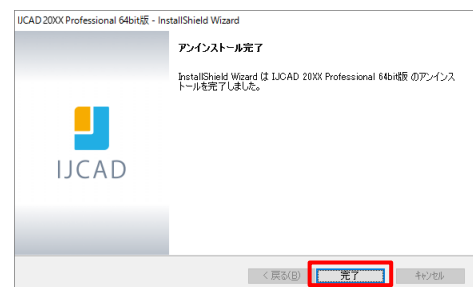 IJCAD 20XX Professional 64bit版 - InstallShield Wizard
アンインストール完了
InstallShield Wizard は IJCAD 20XX Professional 64bit版 のアンインス
トールを完了しました。
IJCAD
< 戻る(B)
完了
キャンセル